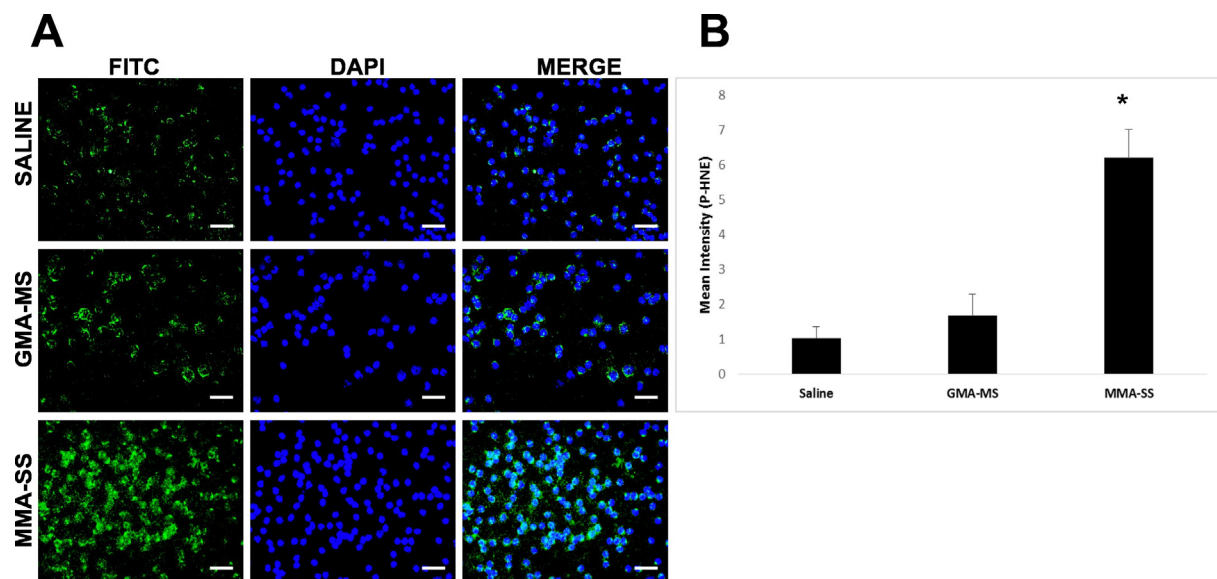 A
B
FITC DAPI MERGE
SALINE
GMA-MS
MMA-SS
Mean Intensity (P-HNE)
8
7
6
5
4
3
2
1
0
*
Saline GMA-MS MMA-SS